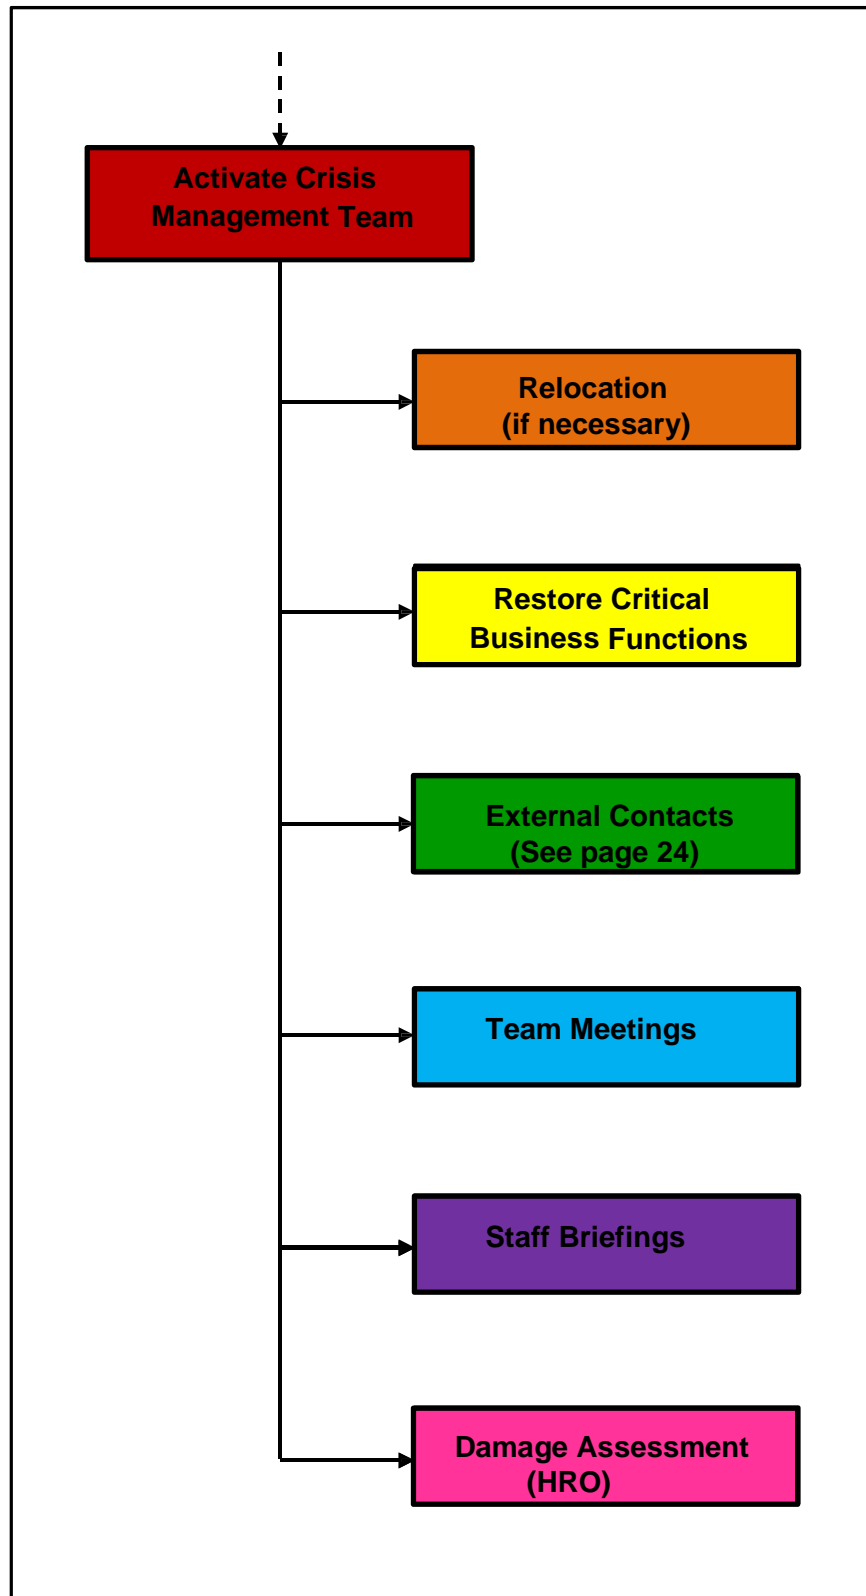 Activate Crisis
Management Team
Relocation
(if necessary)
Restore Critical
Business Functions
External Contacts
(See page 24)
Team Meetings
Staff Briefings
Damage Assessment
(HRO)